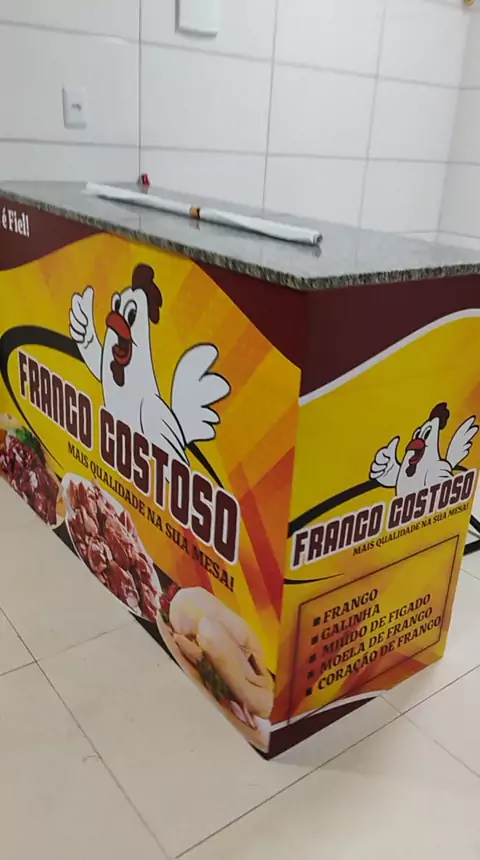 é Fiel!
FRANGO GOSTOSO
MAIS QUALIDADE NA SUA MESA!
FRANGO GOSTOSO
MAIS QUALIDADE NA SUA MESA!
▪ FRANGO
▪ GALINHA
▪ MIÚDO DE FIGADO
▪ MOELA DE FRANGO
▪ CORAÇÃO DE FRANGO